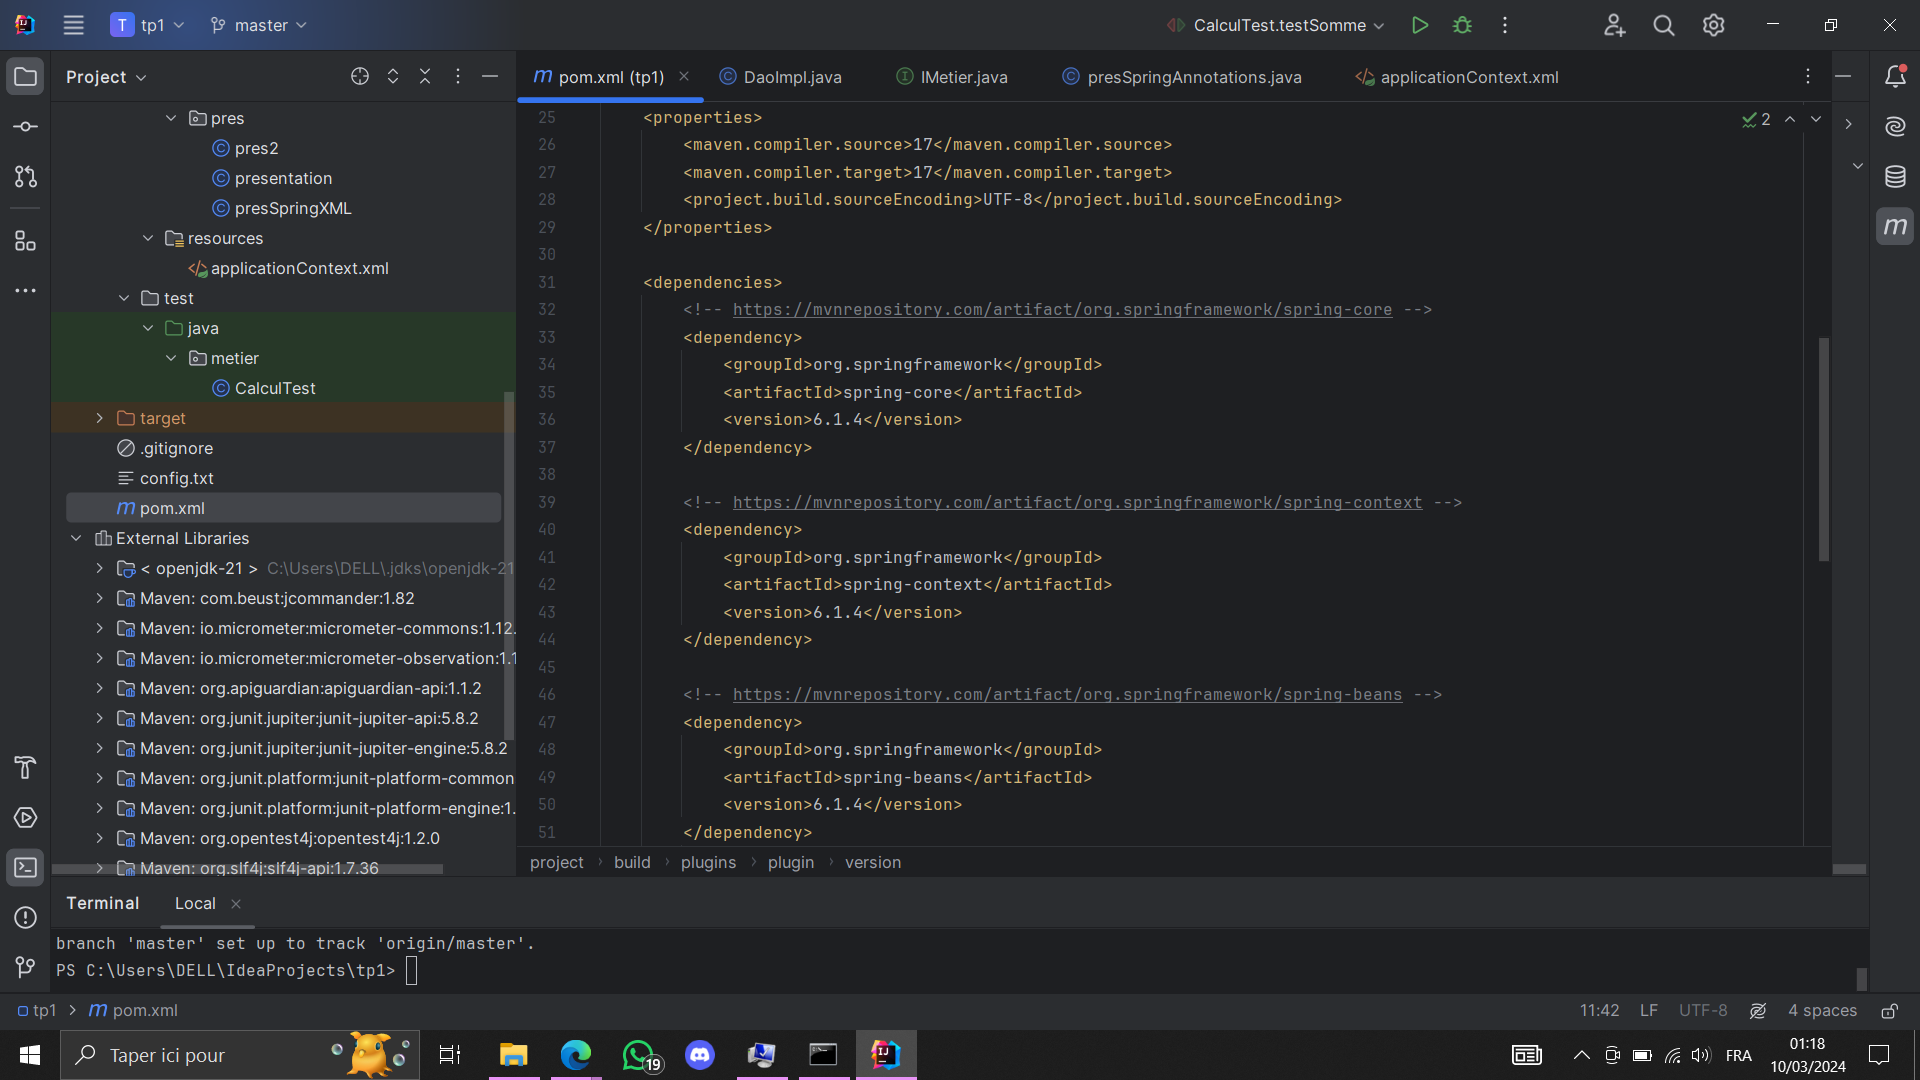 T tp1 master CalculTest.testSomme
Project
pom.xml (tp1) DaoImpl.java IMetier.java presSpringAnnotations.java applicationContext.xml
pres
pres2
presentation
presSpringXML
resources
applicationContext.xml
test
java
metier
CalculTest
target
.gitignore
config.txt
pom.xml
External Libraries
< openjdk-21 > C:\Users\DELL\.jdks\openjdk-21
Maven: com.beust:jcommander:1.82
Maven: io.micrometer:micrometer-commons:1.12.
Maven: io.micrometer:micrometer-observation:1.1
Maven: org.apiguardian:apiguardian-api:1.1.2
Maven: org.junit.jupiter:junit-jupiter-api:5.8.2
Maven: org.junit.jupiter:junit-jupiter-engine:5.8.2
Maven: org.junit.platform:junit-platform-common
Maven: org.junit.platform:junit-platform-engine:1.
Maven: org.opentest4j:opentest4j:1.2.0
Maven: org.slf4j:slf4j-api:1.7.36
2
25 <properties>
26 <maven.compiler.source>17</maven.compiler.source>
27 <maven.compiler.target>17</maven.compiler.target>
28 <project.build.sourceEncoding>UTF-8</project.build.sourceEncoding>
29 </properties>
30
31 <dependencies>
32 <!-- https://mvnrepository.com/artifact/org.springframework/spring-core -->
33 <dependency>
34 <groupId>org.springframework</groupId>
35 <artifactId>spring-core</artifactId>
36 <version>6.1.4</version>
37 </dependency>
38
39 <!-- https://mvnrepository.com/artifact/org.springframework/spring-context -->
40 <dependency>
41 <groupId>org.springframework</groupId>
42 <artifactId>spring-context</artifactId>
43 <version>6.1.4</version>
44 </dependency>
45
46 <!-- https://mvnrepository.com/artifact/org.springframework/spring-beans -->
47 <dependency>
48 <groupId>org.springframework</groupId>
49 <artifactId>spring-beans</artifactId>
50 <version>6.1.4</version>
51 </dependency>
project › build › plugins › plugin › version
Terminal Local
branch 'master' set up to track 'origin/master'.
PS C:\Users\DELL\IdeaProjects\tp1>
tp1 > m pom.xml 11:42 LF UTF-8 4 spaces
Taper ici pour 19 FRA 01:18
10/03/2024